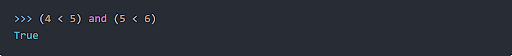 >>> (4 < 5) and (5 < 6)
True